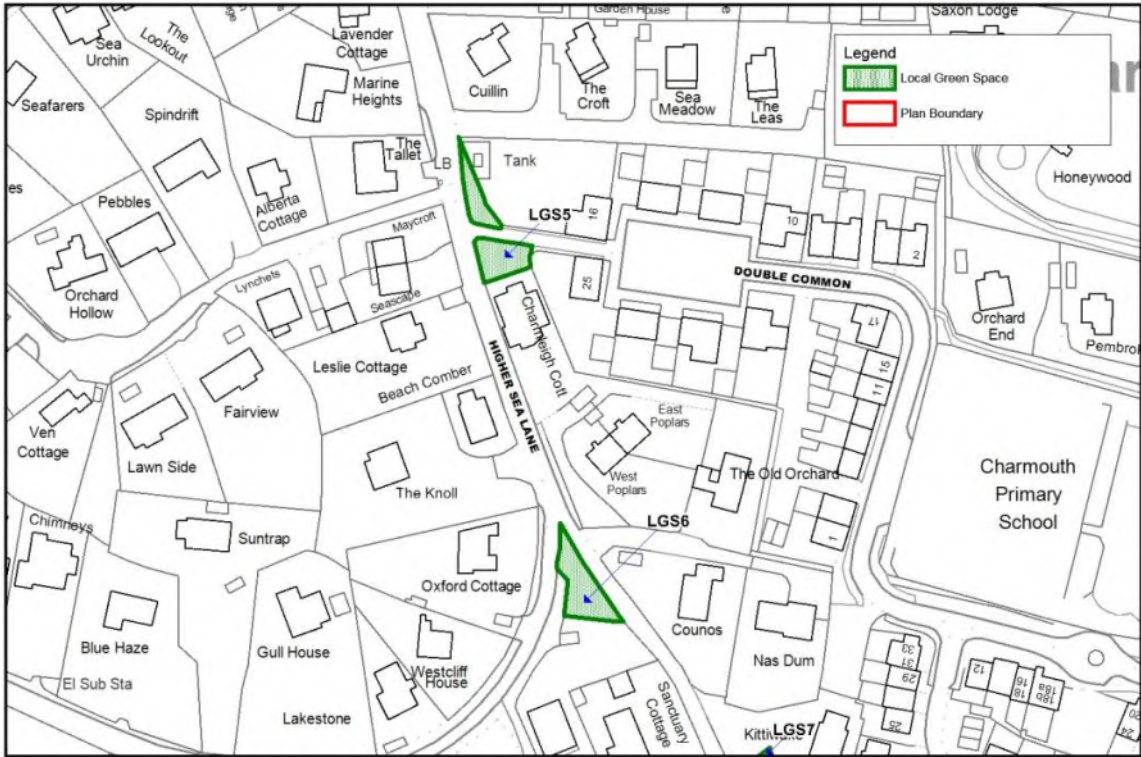 Garden House
Saxon Lodge
Sea
Urchin
The
Lookout
Lavender
Cottage
Seafarers
Marine
Heights
Spindrift
Cuillin
The
Croft
Sea
Meadow
The
Leas
Legend
Local Green Space
Plan Boundary
Honeywood
The
Tallet
LB
Tank
Pebbles
Alberta
Cottage
Maycroft
LGS5
16
10
2
Orchard
Hollow
Lynchets
Seascape
25
DOUBLE COMMON
17
Orchard
End
Leslie Cottage
Charmleigh Cott
HIGHER SEA LANE
15
11
Beach Comber
Fairview
Ven
Cottage
Lawn Side
The Knoll
East
Poplars
West
Poplars
The Old Orchard
Charmouth
Primary
School
Chimneys
Suntrap
LGS6
1
Oxford Cottage
Blue Haze
Gull House
Counos
Nas Dum
Westcliff
House
El Sub Sta
Lakestone
Sanctuary
Cottage
33
31
29
25
12
16
18
18b
18a
24
LGS7